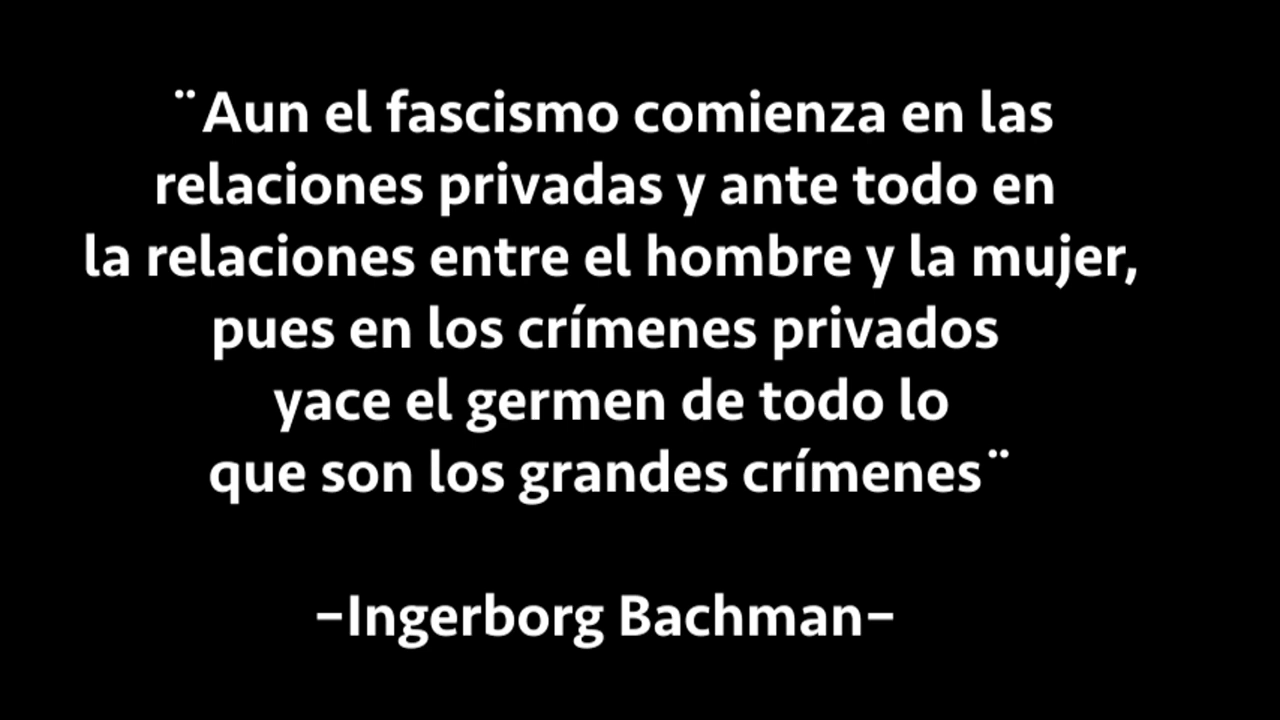 ¨Aun el fascismo comienza en las
relaciones privadas y ante todo en
la relaciones entre el hombre y la mujer,
pues en los crímenes privados
yace el germen de todo lo
que son los grandes crímenes¨
-Ingerborg Bachman-